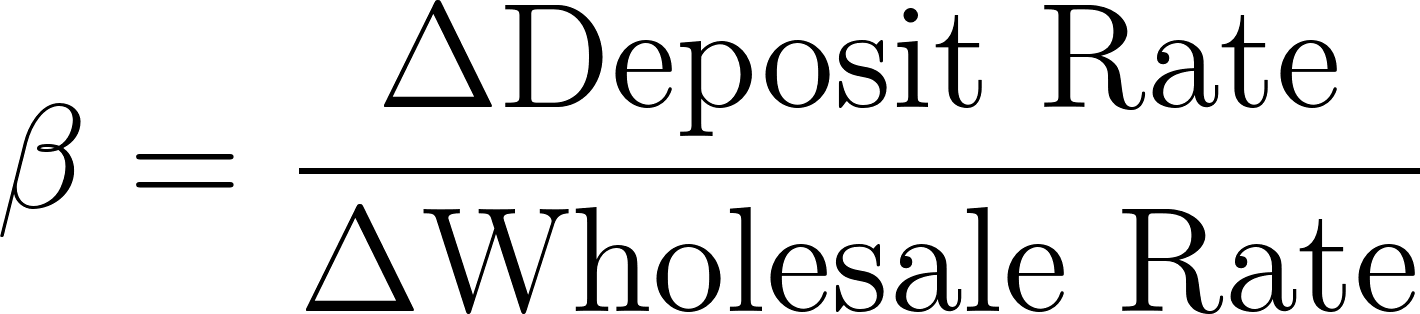 β = ΔDeposit Rate
ΔWholesale Rate